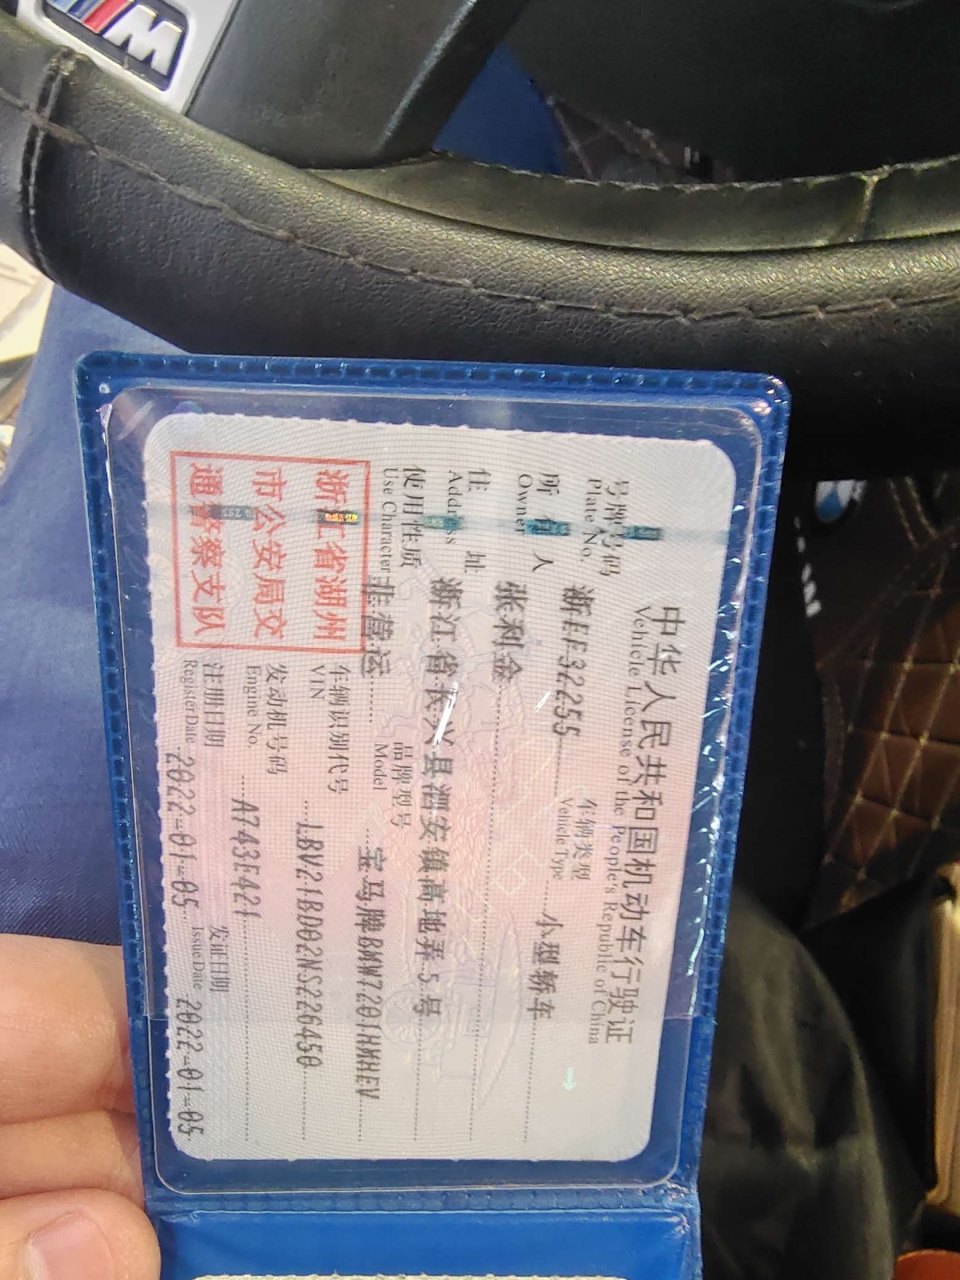 中华人民共和国机动车行驶证
Vehicle License of the People's Republic of China
号牌号码 浙EF32255 车辆类型 小型轿车
Plate No. Vehicle Type
所有人 张利金
Owner
住址 浙江省长兴县泗安镇高地弄5号
Address
使用性质 非营运 品牌型号 宝马牌BMW7201HMHEV
Use Character Model
浙江省湖州
市公安局交
通警察支队
车辆识别代号 LBV21BD02NS226450
VIN
发动机号码 A743E421
Engine No.
注册日期 2022-01-05 发证日期 2022-01-05
Register Date Issue Date
M